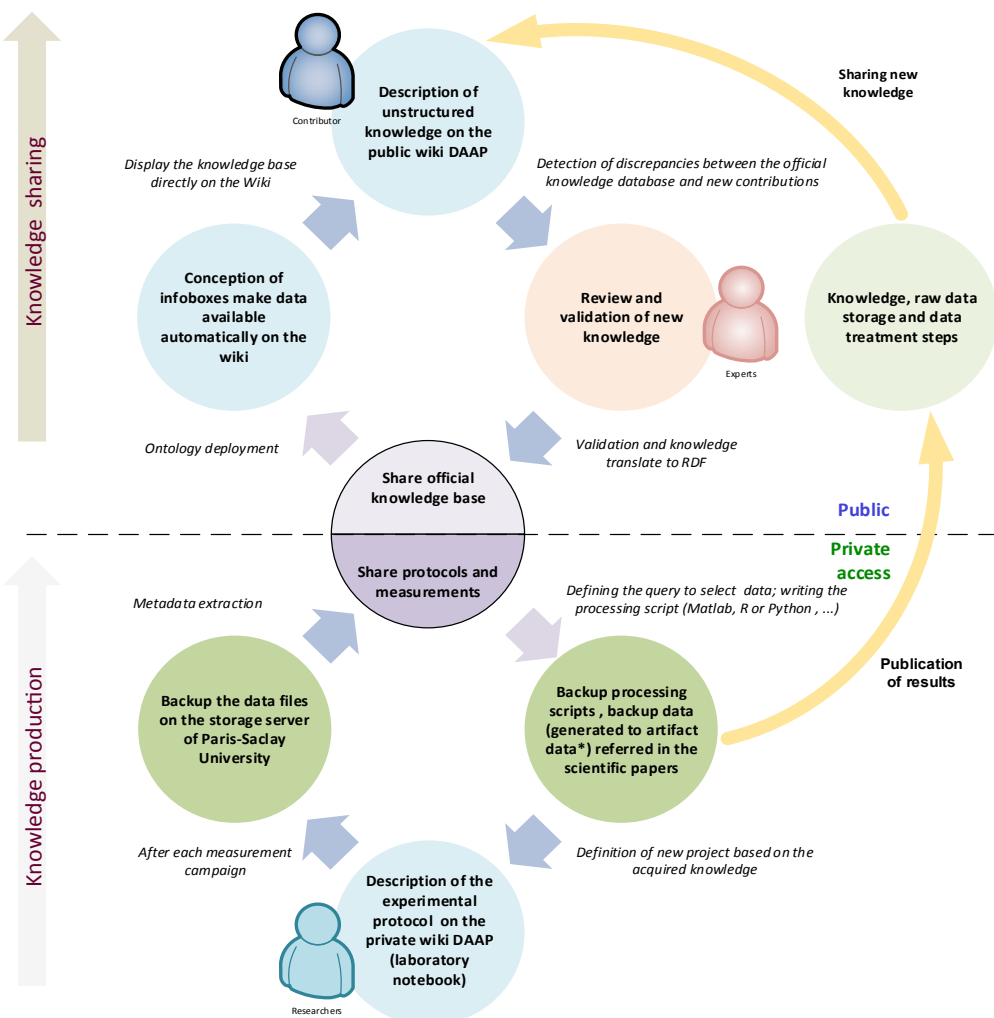 Knowledge sharing
Contributor
Description of
unstructured
knowledge on the
public wiki DAAP
Sharing new
knowledge
Display the knowledge base
directly on the Wiki
Detection of discrepancies between the official
knowledge database and new contributions
Conception of
infoboxes make data
available
automatically on the
wiki
Review and
validation of new
knowledge
Experts
Knowledge, raw data
storage and data
treatment steps
Ontology deployment
Validation and knowledge
translate to RDF
Share official
knowledge base
Public
Private
access
Knowledge production
Share protocols and
measurements
Metadata extraction
Defining the query to select data; writing the
processing script (Matlab, R or Python , ...)
Backup the data files
on the storage server
of Paris-Saclay
University
Backup processing
scripts , backup data
(generated to artifact
data*) referred in the
scientific papers
Publication
of results
After each measurement
campaign
Definition of new project based on the
acquired knowledge
Description of the
experimental
protocol on the
private wiki DAAP
(laboratory
notebook)
Researchers